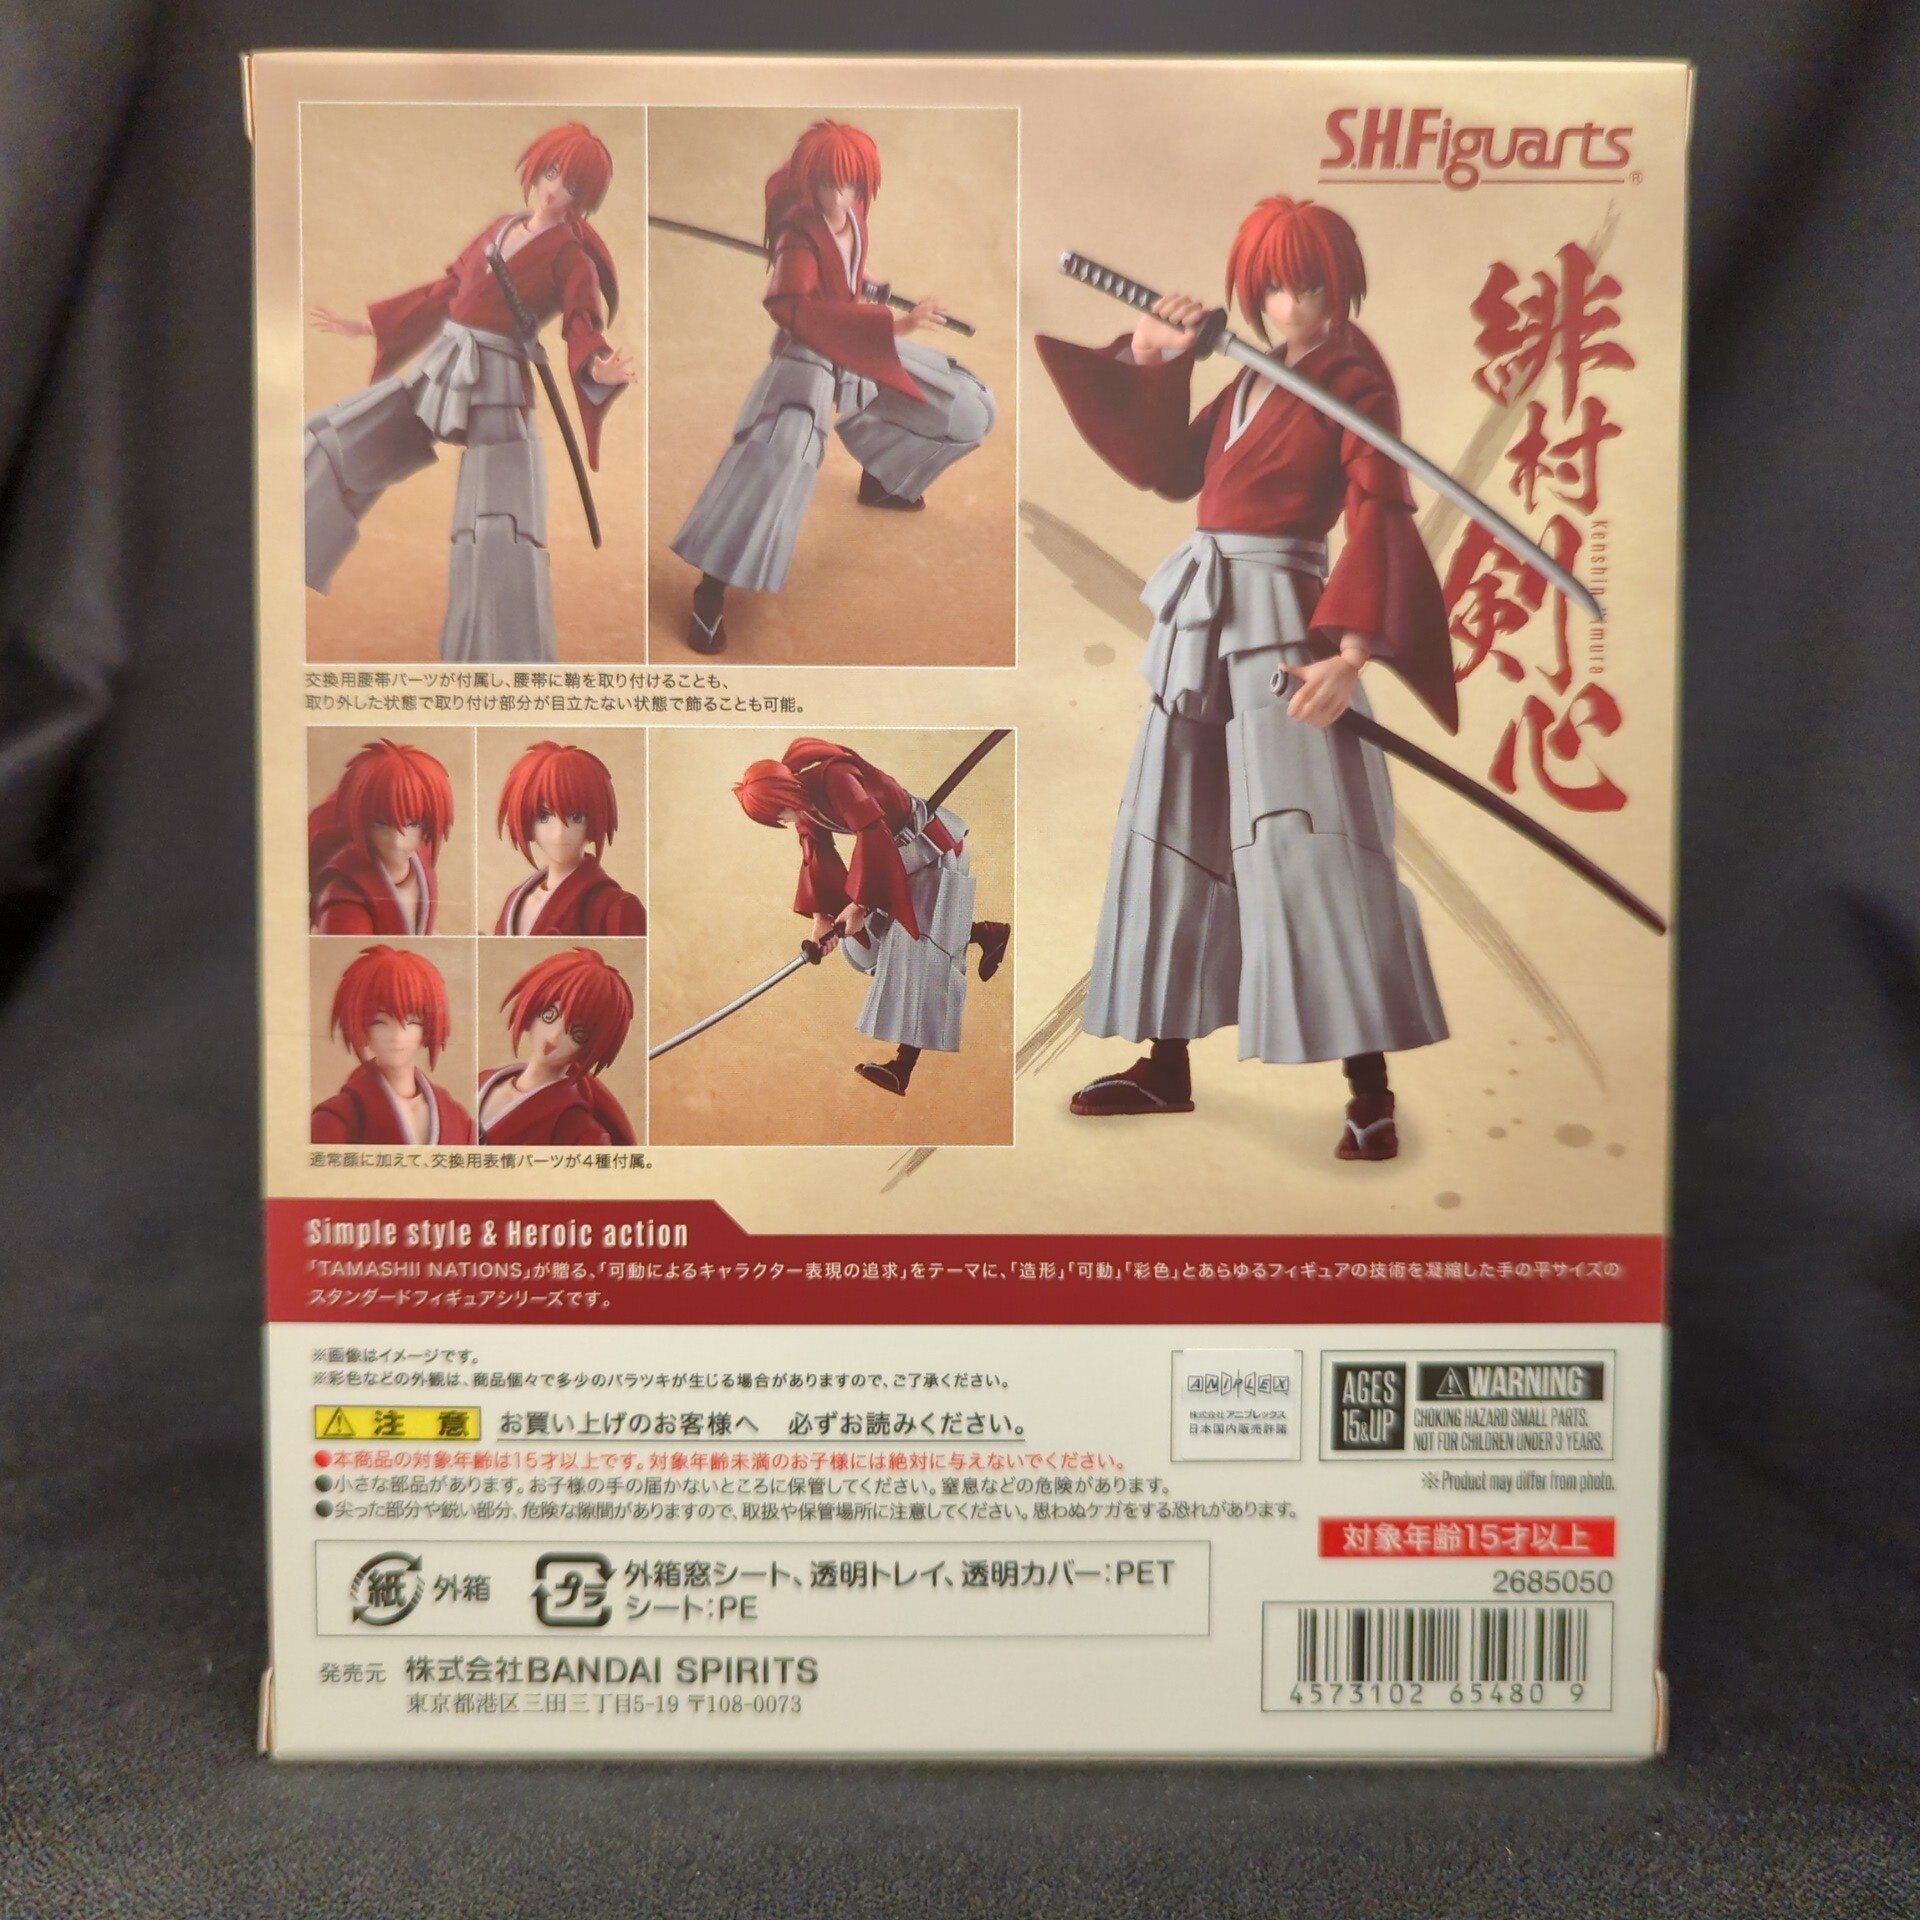 S.H.Figuarts®
緋村剣心
Kenshin Himura
交換用腰帯パーツが付属し、腰帯に鞘を取り付けることも、
取り外した状態で取り付け部分が目立たない状態で飾ることも可能。
通常顔に加えて、交換用表情パーツが4種付属。
Simple style & Heroic action
「TAMASHII NATIONS」が贈る、「可動によるキャラクター表現の追求」をテーマに、「造形」「可動」「彩色」とあらゆるフィギュアの技術を凝縮した手の平サイズの
スタンダードフィギュアシリーズです。
※画像はイメージです。
※彩色などの外観は、商品個々で多少のバラツキが生じる場合がありますので、ご了承ください。
⚠注 意 お買い上げのお客様へ 必ずお読みください。
●本商品の対象年齢は15才以上です。対象年齢未満のお子様には絶対に与えないでください。
●小さな部品があります。お子様の手の届かないところに保管してください。窒息などの危険があります。
●尖った部分や鋭い部分、危険な隙間がありますので、取扱や保管場所に注意してください。思わぬケガをする恐れがあります。
ANIPLEX
株式会社アニプレックス
日本国内販売許諾
AGES
15&UP
⚠WARNING
CHOKING HAZARD SMALL PARTS.
NOT FOR CHILDREN UNDER 3 YEARS.
※Product may differ from photo.
対象年齢15才以上
2685050
紙 外箱
プラ 外箱窓シート、透明トレイ、透明カバー:PET
シート:PE
発売元 株式会社BANDAI SPIRITS
東京都港区三田三丁目5-19 〒108-0073
4573102 65480 9